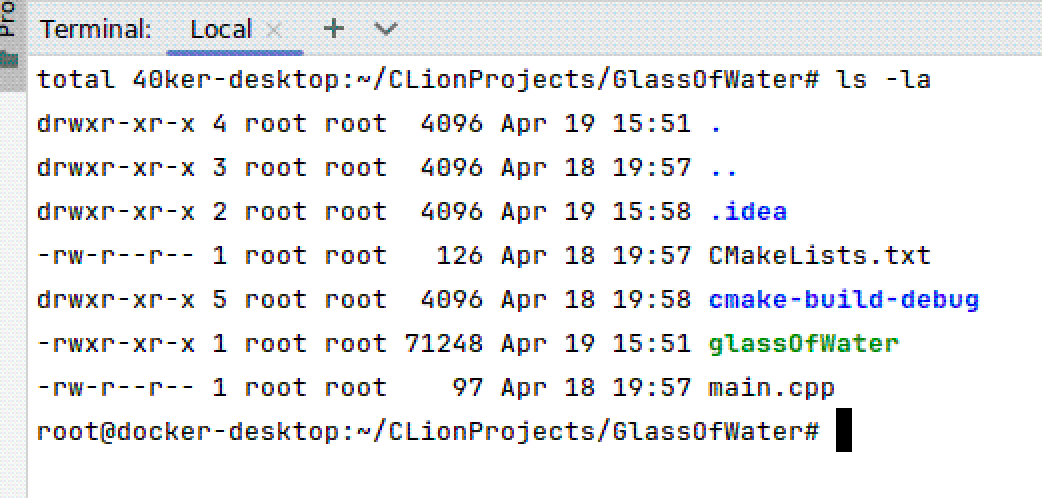 Pro
Terminal: Local × + 
total 40ker-desktop:~/CLionProjects/GlassOfWater# ls -la
drwxr-xr-x 4 root root  4096 Apr 19 15:51 .
drwxr-xr-x 3 root root  4096 Apr 18 19:57 ..
drwxr-xr-x 2 root root  4096 Apr 19 15:58 .idea
-rw-r--r-- 1 root root   126 Apr 18 19:57 CMakeLists.txt
drwxr-xr-x 5 root root  4096 Apr 18 19:58 cmake-build-debug
-rwxr-xr-x 1 root root 71248 Apr 19 15:51 glassOfWater
-rw-r--r-- 1 root root    97 Apr 18 19:57 main.cpp
root@docker-desktop:~/CLionProjects/GlassOfWater#